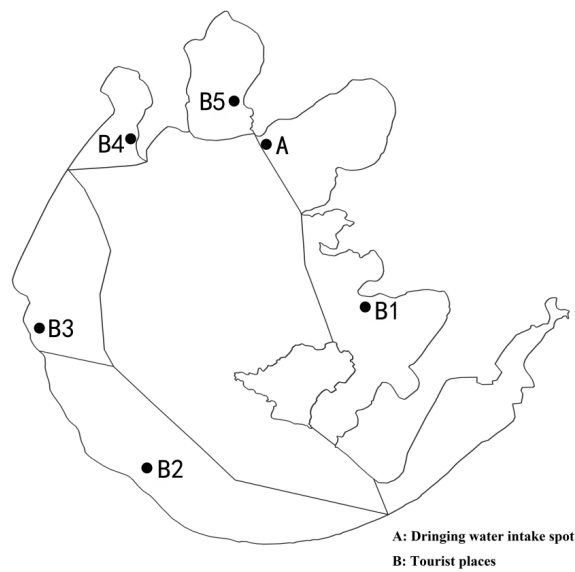 B5
B4
A
B1
B3
B2
A: Dringing water intake spot
B: Tourist places